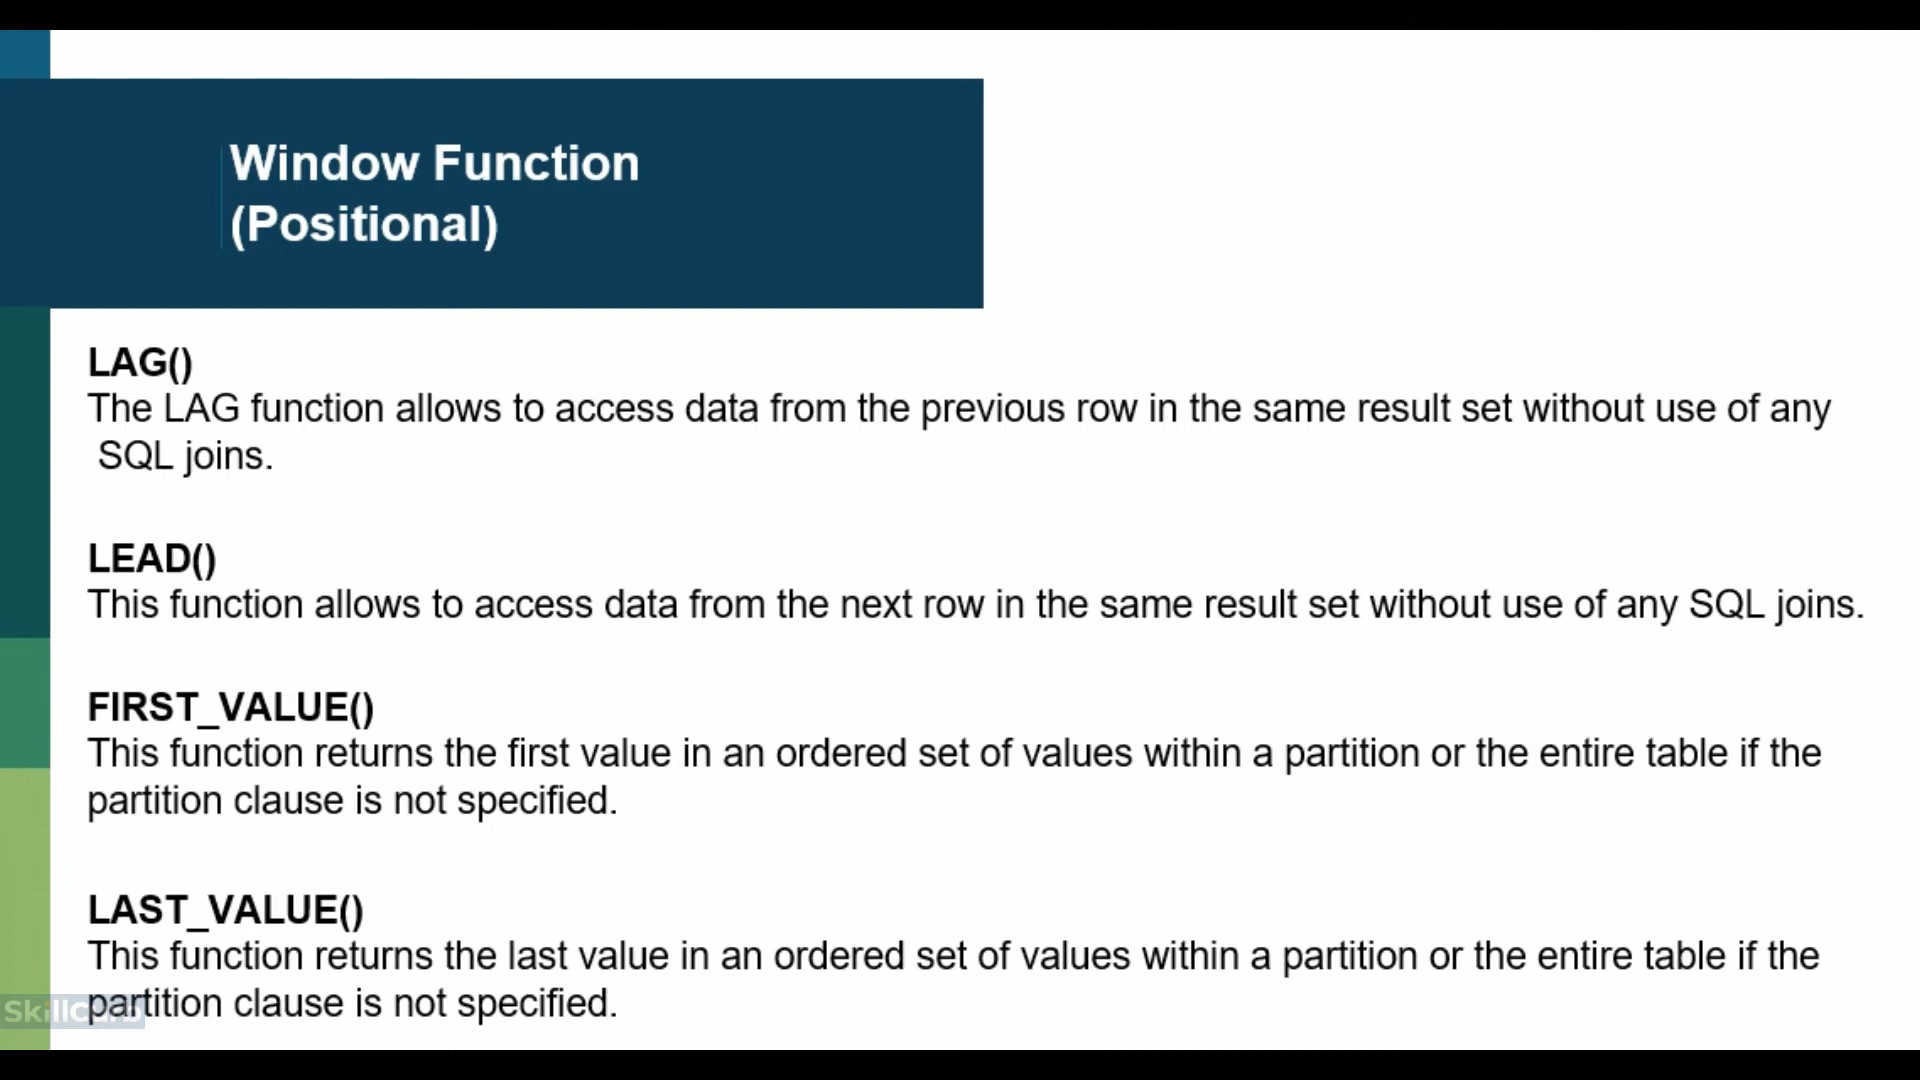 Window Function
(Positional)
LAG()
The LAG function allows to access data from the previous row in the same result set without use of any
SQL joins.
LEAD()
This function allows to access data from the next row in the same result set without use of any SQL joins.
FIRST_VALUE()
This function returns the first value in an ordered set of values within a partition or the entire table if the
partition clause is not specified.
LAST_VALUE()
This function returns the last value in an ordered set of values within a partition or the entire table if the
partition clause is not specified.